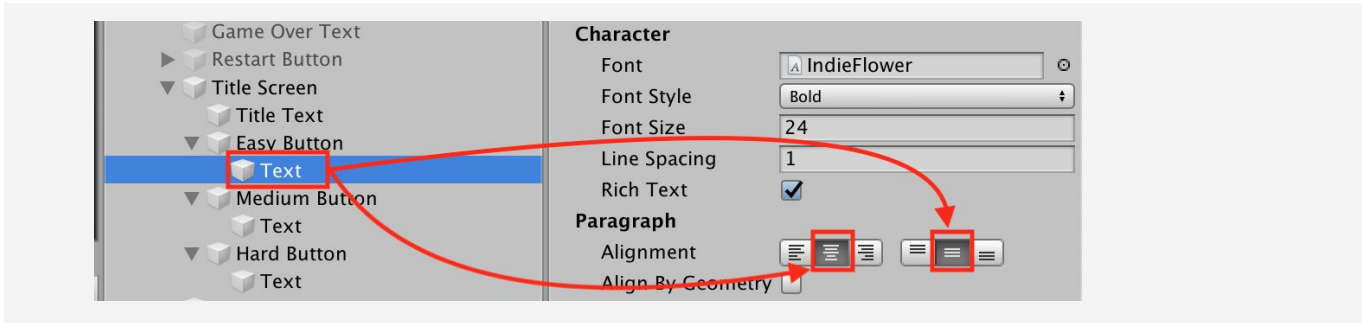 Game Over Text
Restart Button
Title Screen
Title Text
Easy Button
Text
Medium Button
Text
Hard Button
Text
Character
Font
IndieFlower
Font Style
Bold
Font Size
24
Line Spacing
1
Rich Text
Paragraph
Alignment
Align By Geometry